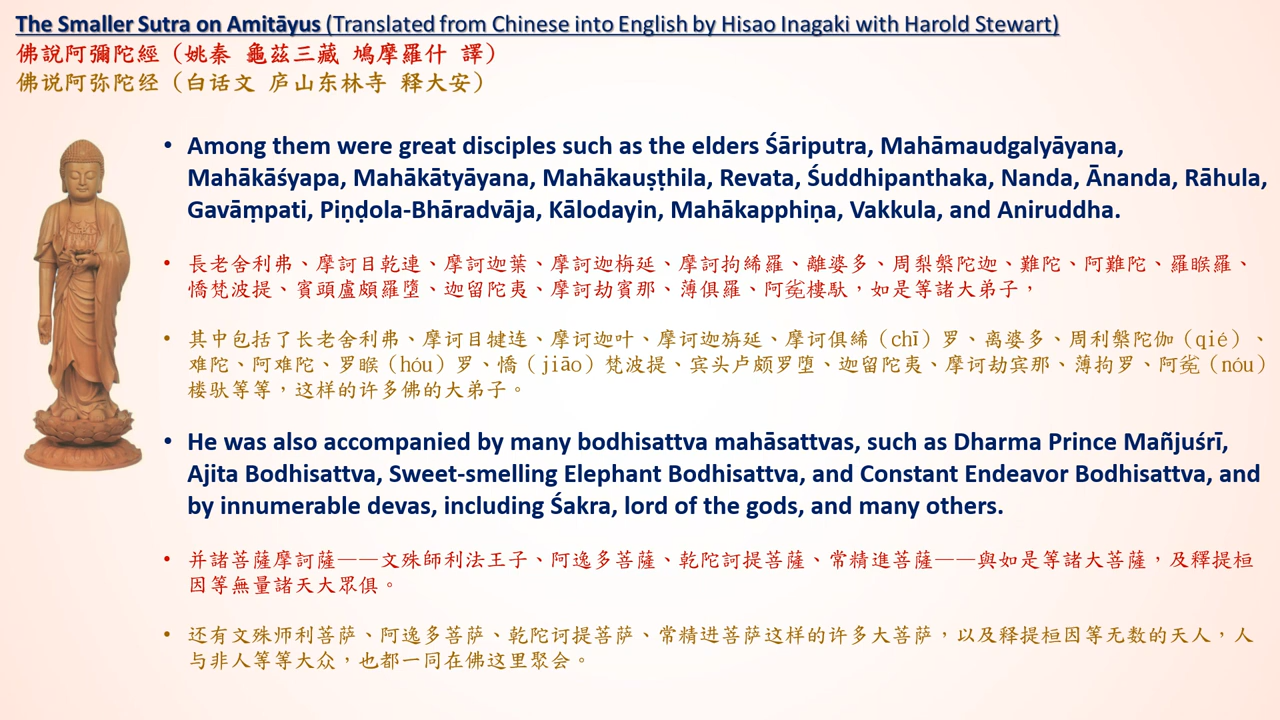 The Smaller Sutra on Amitāyus (Translated from Chinese into English by Hisao Inagaki with Harold Stewart)
佛說阿彌陀經（姚秦 龜茲三藏 鳩摩羅什 譯）
佛说阿弥陀经（白话文 庐山东林寺 释大安）
• Among them were great disciples such as the elders Śāriputra, Mahāmaudgalyāyana,
Mahākāśyapa, Mahākātyāyana, Mahākauṣṭhila, Revata, Śuddhipanthaka, Nanda, Ānanda, Rāhula,
Gavāṃpati, Piṇḍola-Bhāradvāja, Kālodayin, Mahākapphiṇa, Vakkula, and Aniruddha.
• 長老舍利弗、摩訶目乾連、摩訶迦葉、摩訶迦栴延、摩訶拘絺羅、離婆多、周梨槃陀迦、難陀、阿難陀、羅睺羅、
憍梵波提、賓頭盧頗羅墮、迦留陀夷、摩訶劫賓那、薄俱羅、阿㝹樓馱，如是等諸大弟子，
• 其中包括了长老舍利弗、摩诃目犍连、摩诃迦叶、摩诃迦旃延、摩诃俱絺（chī）罗、离婆多、周利槃陀伽（qié）、
难陀、阿难陀、罗睺（hóu）罗、憍（jiāo）梵波提、宾头卢颇罗堕、迦留陀夷、摩诃劫宾那、薄拘罗、阿㝹（nóu）
楼驮等等，这样的许多佛的大弟子。
• He was also accompanied by many bodhisattva mahāsattvas, such as Dharma Prince Mañjuśrī,
Ajita Bodhisattva, Sweet-smelling Elephant Bodhisattva, and Constant Endeavor Bodhisattva, and
by innumerable devas, including Śakra, lord of the gods, and many others.
• 并諸菩薩摩訶薩——文殊師利法王子、阿逸多菩薩、乾陀訶提菩薩、常精進菩薩——與如是等諸大菩薩，及釋提桓
因等無量諸天大眾俱。
• 还有文殊师利菩萨、阿逸多菩萨、乾陀诃提菩萨、常精进菩萨这样的许多大菩萨，以及释提桓因等无数的天人，人
与非人等等大众，也都一同在佛这里聚会。